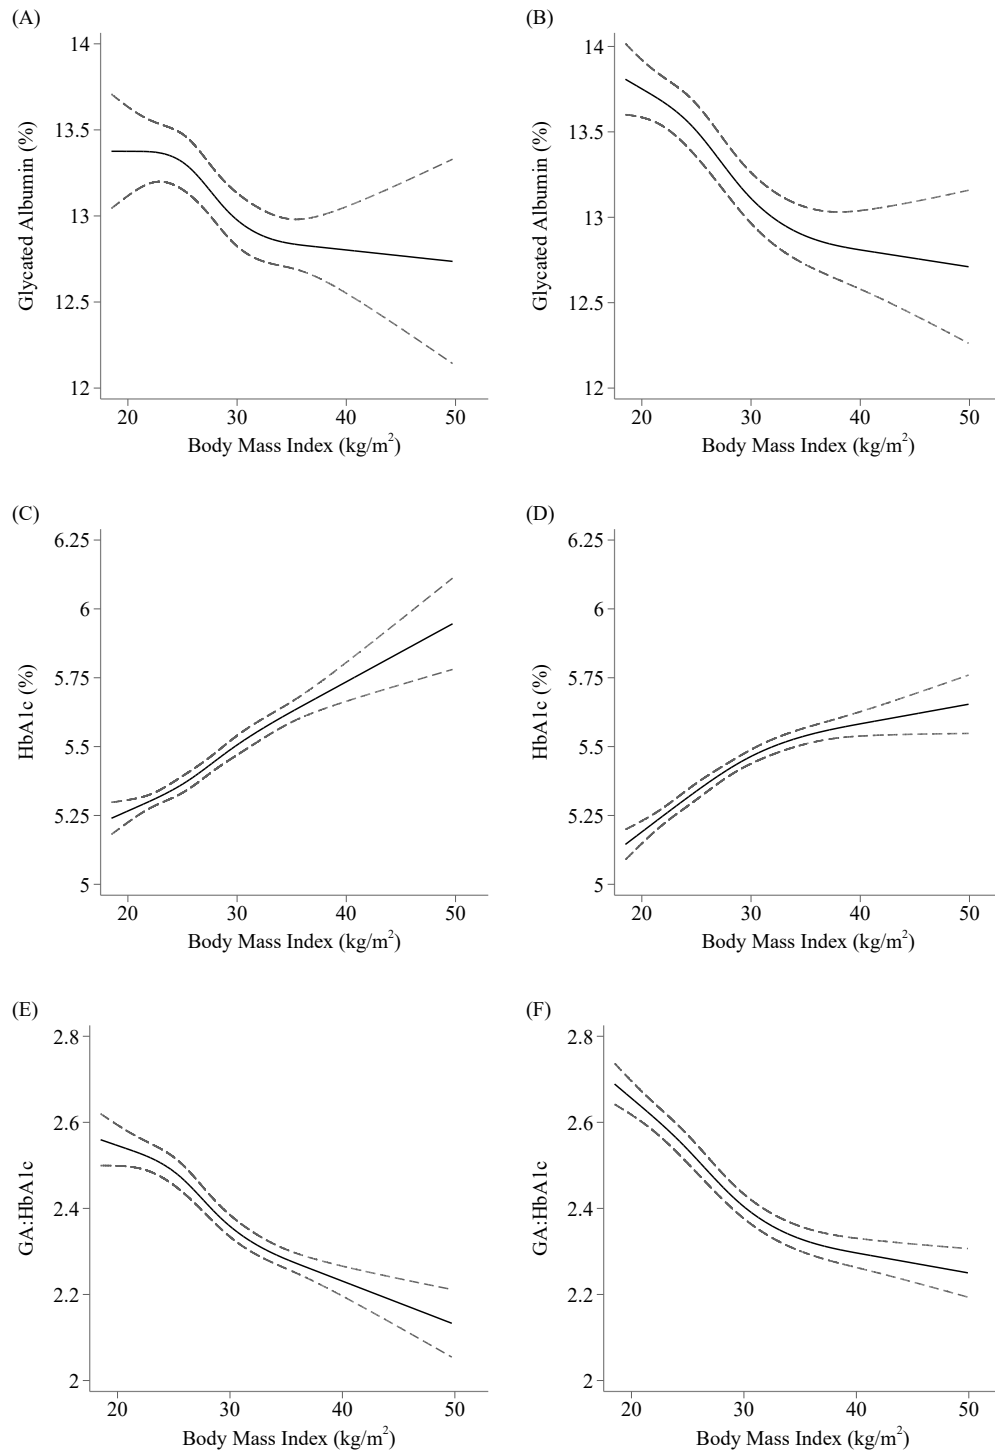 (A)
14
13.5
13
12.5
12
Glycated Albumin (%)
20 30 40 50
Body Mass Index (kg/m²)
(B)
14
13.5
13
12.5
12
Glycated Albumin (%)
20 30 40 50
Body Mass Index (kg/m²)
(C)
6.25
6
5.75
5.5
5.25
5
HbA1c (%)
20 30 40 50
Body Mass Index (kg/m²)
(D)
6.25
6
5.75
5.5
5.25
5
HbA1c (%)
20 30 40 50
Body Mass Index (kg/m²)
(E)
2.8
2.6
2.4
2.2
2
GA:HbA1c
20 30 40 50
Body Mass Index (kg/m²)
(F)
2.8
2.6
2.4
2.2
2
GA:HbA1c
20 30 40 50
Body Mass Index (kg/m²)